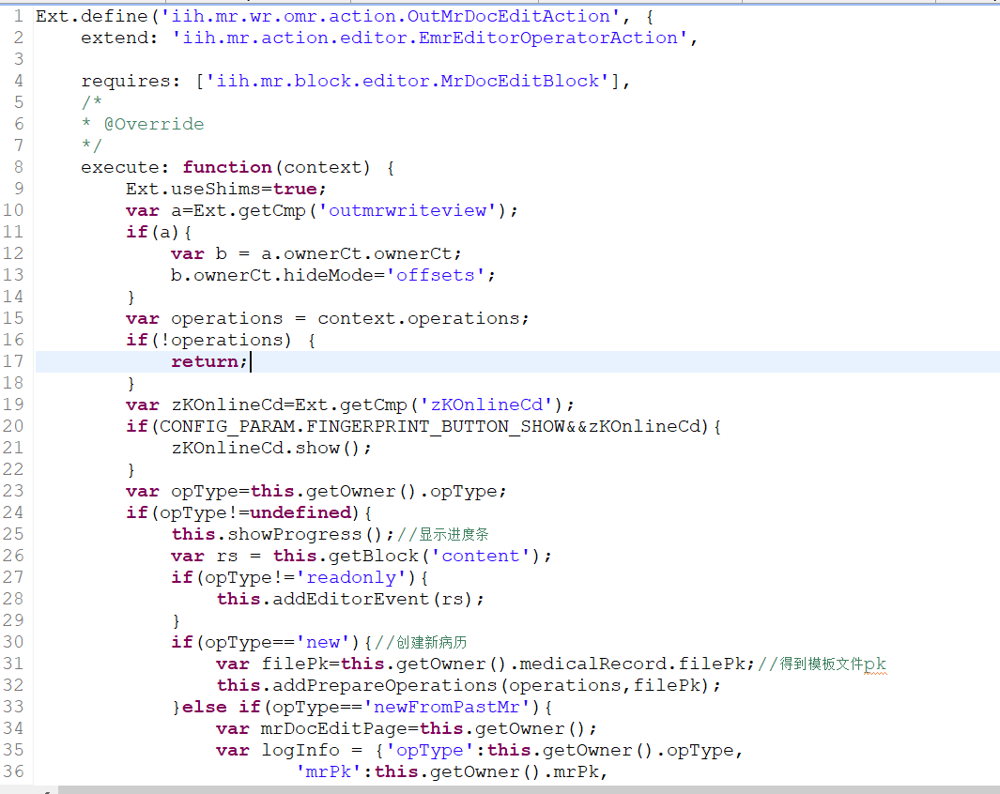 1 Ext.define('iih.mr.wr.omr.action.OutMrDocEditAction', {
2 extend: 'iih.mr.action.editor.EmrEditorOperatorAction',
3
4 requires: ['iih.mr.block.editor.MrDocEditBlock'],
5 /*
6 * @Override
7 */
8 execute: function(context) {
9 Ext.useShims=true;
10 var a=Ext.getCmp('outmrwriteview');
11 if(a){
12 var b = a.ownerCt.ownerCt;
13 b.ownerCt.hideMode='offsets';
14 }
15 var operations = context.operations;
16 if(!operations) {
17 return;
18 }
19 var zKOnlineCd=Ext.getCmp('zKOnlineCd');
20 if(CONFIG_PARAM.FINGERPRINT_BUTTON_SHOW&&zKOnlineCd){
21 zKOnlineCd.show();
22 }
23 var opType=this.getOwner().opType;
24 if(opType!=undefined){
25 this.showProgress();//显示进度条
26 var rs = this.getBlock('content');
27 if(opType!='readonly'){
28 this.addEditorEvent(rs);
29 }
30 if(opType=='new'){//创建新病历
31 var filePk=this.getOwner().medicalRecord.filePk;//得到模板文件pk
32 this.addPrepareOperations(operations,filePk);
33 }else if(opType=='newFromPastMr'){
34 var mrDocEditPage=this.getOwner();
35 var logInfo = {'opType':this.getOwner().opType,
36 'mrPk':this.getOwner().mrPk,